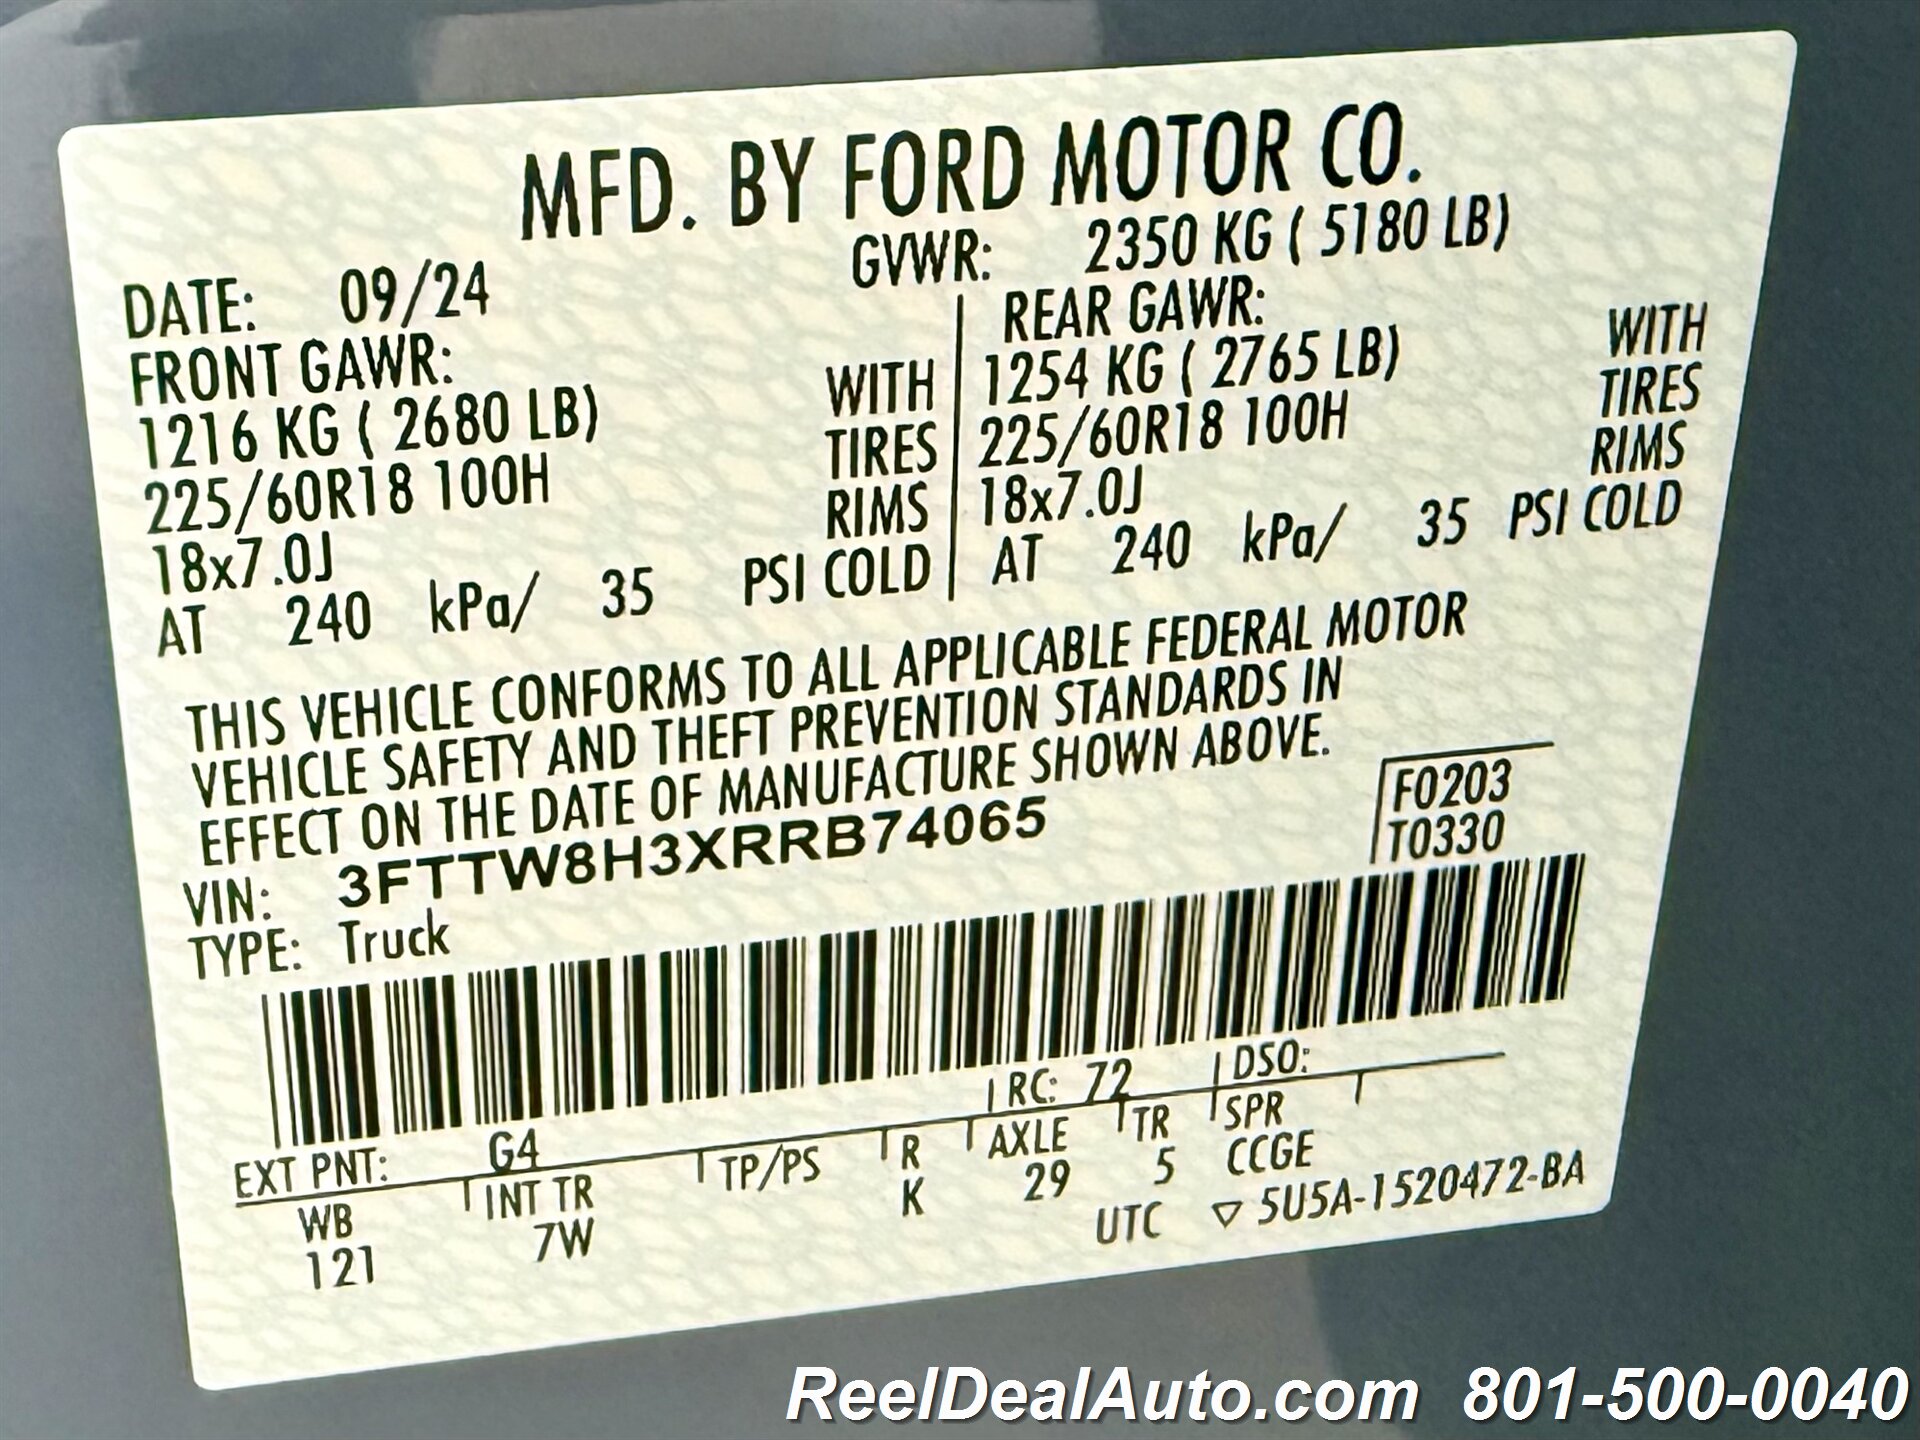 MFD. BY FORD MOTOR CO.
DATE: 09/24
GVWR: 2350 KG ( 5180 LB)
FRONT GAWR:
1216 KG ( 2680 LB)
225/60R18 100H
18x7.0J
AT 240 kPa/ 35 PSI COLD
WITH
TIRES
RIMS
REAR GAWR:
1254 KG ( 2765 LB)
225/60R18 100H
18x7.0J
AT 240 kPa/ 35 PSI COLD
WITH
TIRES
RIMS
THIS VEHICLE CONFORMS TO ALL APPLICABLE FEDERAL MOTOR
VEHICLE SAFETY AND THEFT PREVENTION STANDARDS IN
EFFECT ON THE DATE OF MANUFACTURE SHOWN ABOVE.
VIN: 3FTTW8H3XRRB74065
TYPE: Truck
F0203
T0330
EXT PNT: G4
RC: 72
DSO:
WB
121
INT TR
7W
TP/PS
R
K
AXLE
29
TR
5
SPR
CCGE
UTC ▽ 5U5A-1520472-BA
ReelDealAuto.com 801-500-0040